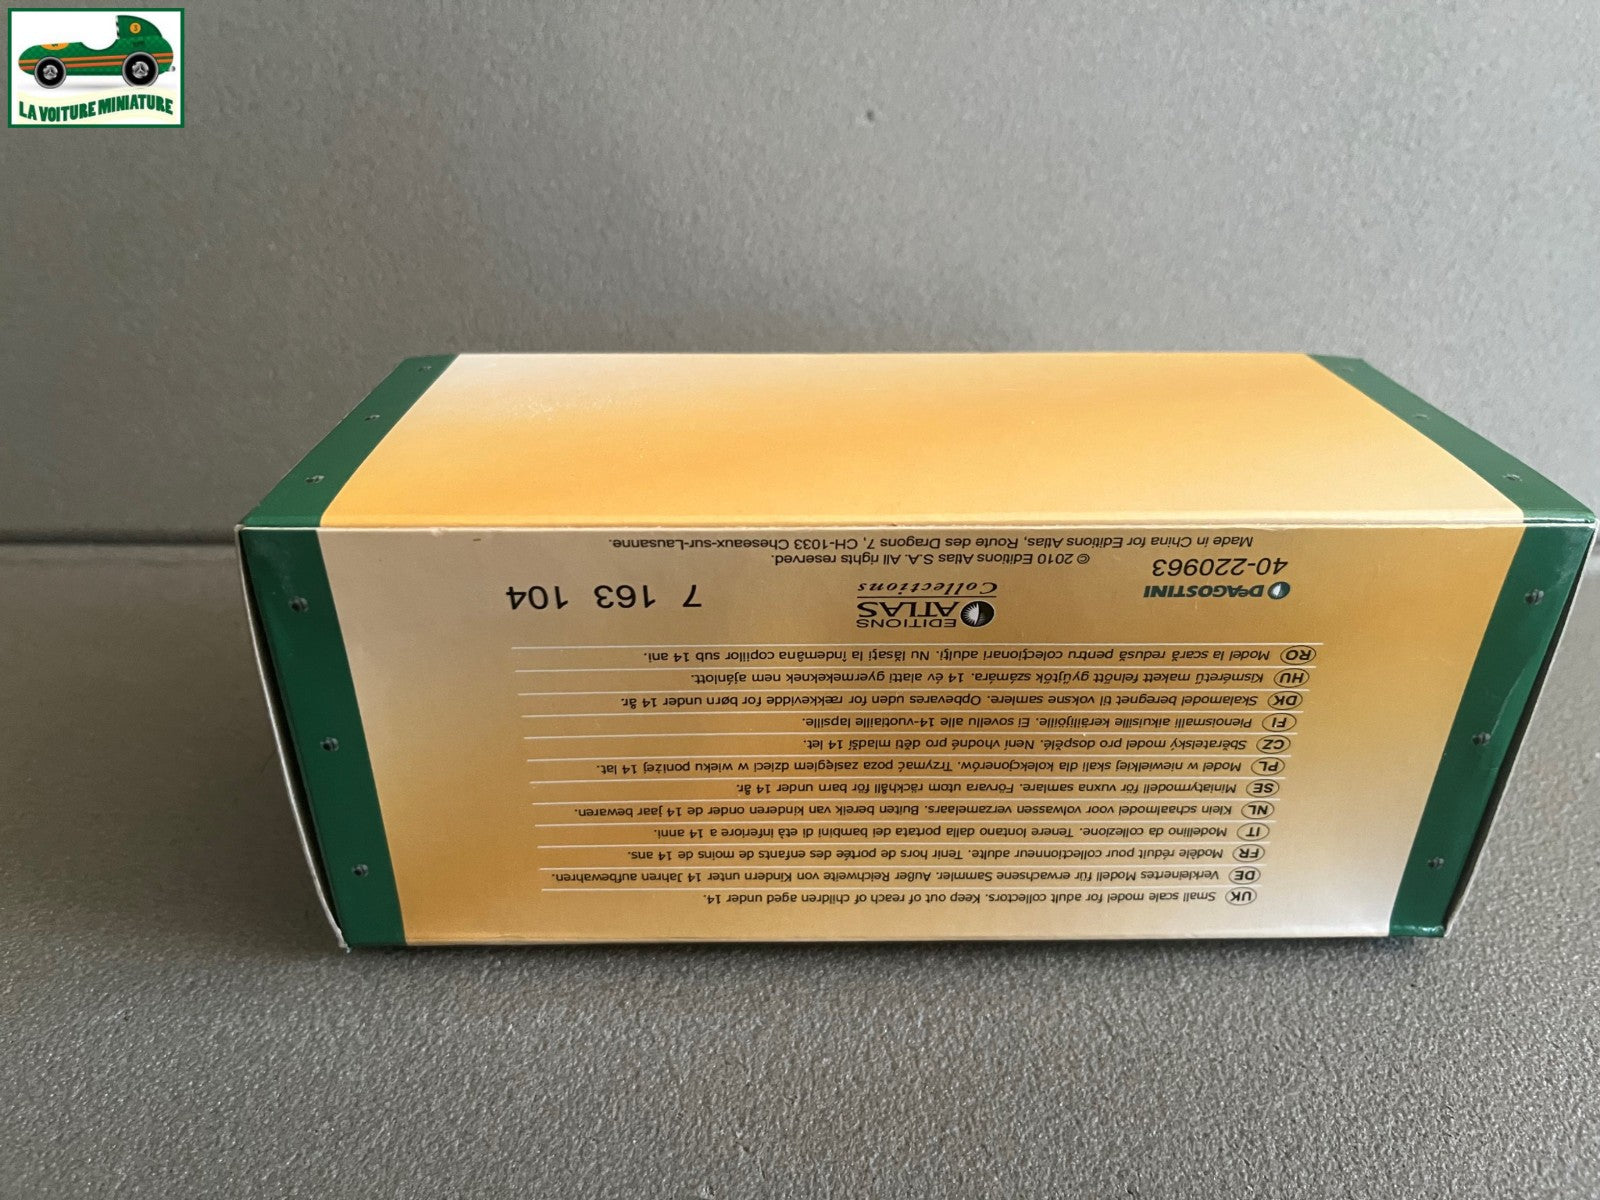 LA VOITURE MINIATURE
UK Small scale model for adult collectors. Keep out of reach of children aged under 14.
DE Verkleinertes Modell für erwachsene Sammler. Außer Reichweite von Kindern unter 14 Jahren aufbewahren.
FR Modèle réduit pour collectionneur adulte. Tenir hors de portée des enfants de moins de 14 ans.
IT Modellino da collezione. Tenere lontano dalla portata dei bambini di età inferiore a 14 anni.
NL Klein schaalmodel voor volwassen verzamelaars. Buiten bereik van kinderen onder de 14 jaar bewaren.
SE Miniatyrmodell för vuxna samlare. Förvara utom räckhåll för barn under 14 år.
PL Model w niewielkiej skali dla kolekcjonerów. Trzymać poza zasięgiem dzieci w wieku poniżej 14 lat.
CZ Sběratelský model pro dospělé. Není vhodné pro děti mladší 14 let.
FI Pienoismalli aikuisille keräilijöille. Ei sovellu alle 14-vuotiaille lapsille.
DK Skalamodel beregnet til voksne samlere. Opbevares uden for rækkevidde for børn under 14 år.
HU Kisméretű makett felnőtt gyűjtők számára. 14 év alatti gyermekeknek nem ajánlott.
RO Model la scară redusă pentru colecţionari adulţi. Nu lăsaţi la îndemâna copiilor sub 14 ani.
DeAGOSTINI
40-220963
EDITIONS
ATLAS
Collections
7 163 104
© 2010 Editions Atlas S.A. All rights reserved.
Made in China for Editions Atlas, Route des Dragons 7, CH-1033 Cheseaux-sur-Lausanne.